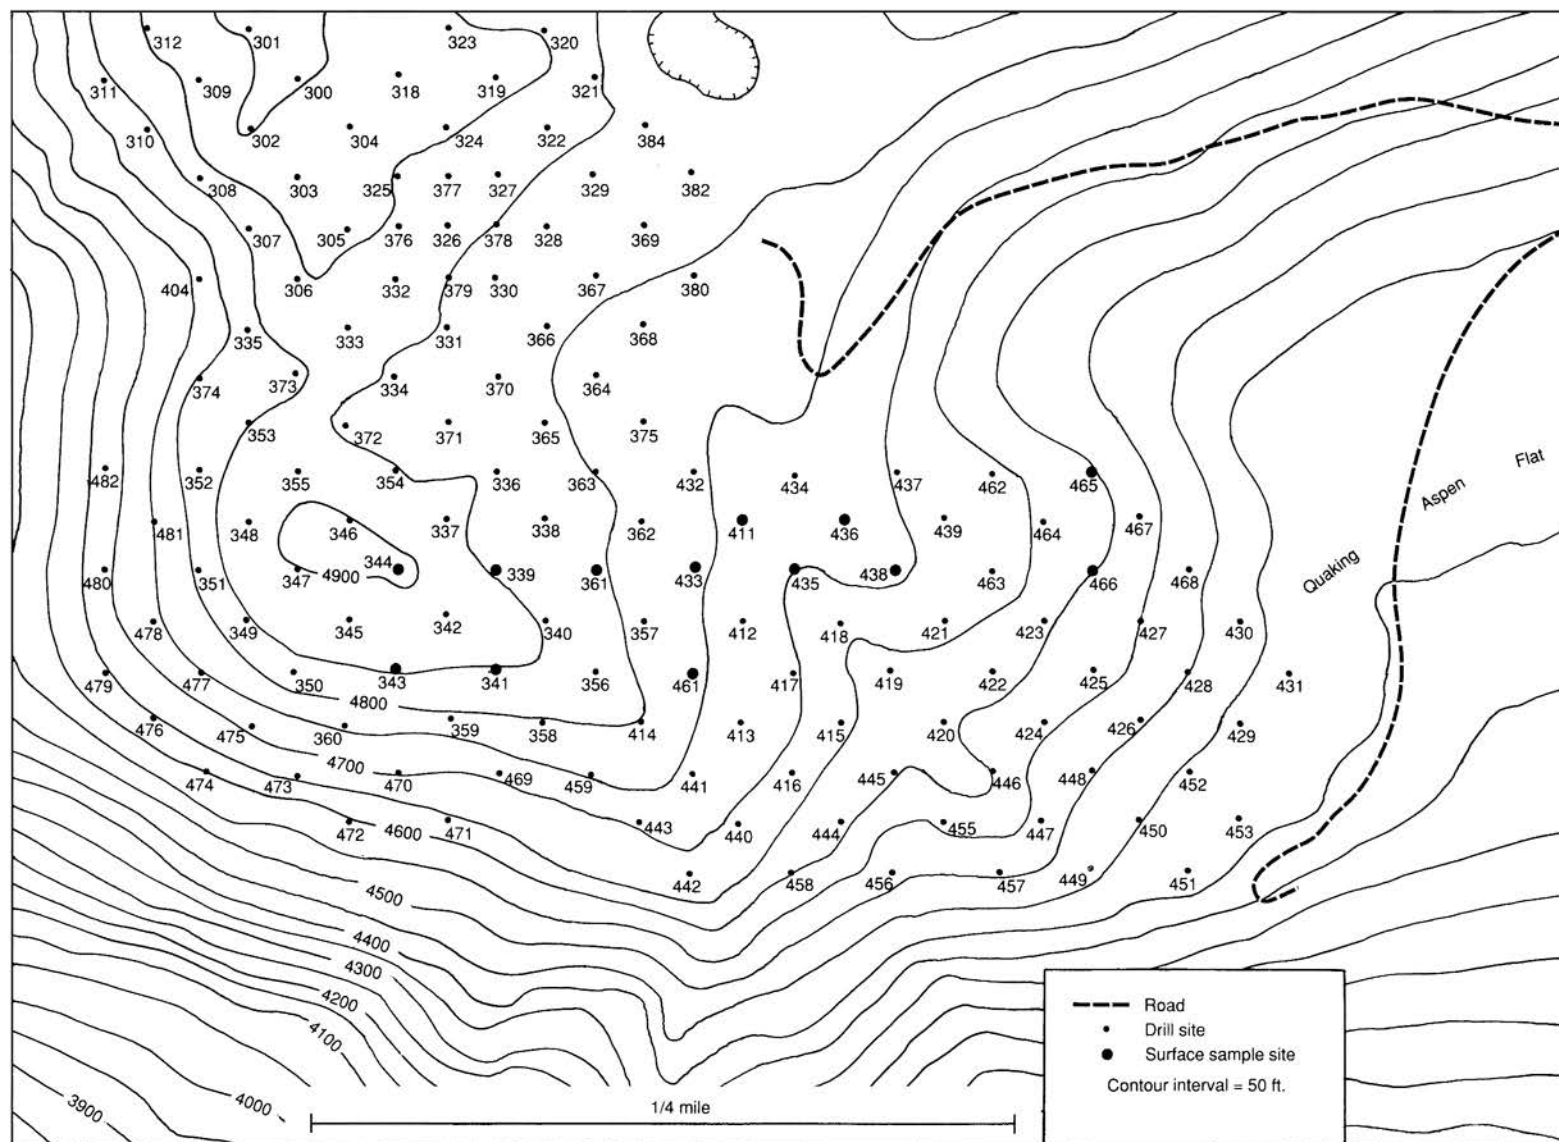 312 301 323 320
311 309 300 318 319 321
310 302 304 324 322 384
308 303 325 377 327 329 382
307 305 376 326 378 328 369
404 306 332 379 330 367 380
335 333 331 366 368
374 373 334 370 364
353 372 371 365 375
482 352 355 354 336 363 432 434 437 462 465
Flat
Aspen
481 348 346 337 338 362 411 436 439 464 467
Quaking
480 351 347 4900 344 339 361 433 435 438 463 466 468
478 349 345 342 340 357 412 418 421 423 427 430
479 477 350 343 341 356 461 417 419 422 425 428 431
4800
476 475 360 359 358 414 413 415 420 424 426 429
4700
474 473 470 469 459 441 416 445 446 448 452
472 4600 471 443 440 444 455 447 450 453
442 458 456 457 449 451
4500
4400
4300
4200
4100
4000
3900
1/4 mile
Road
Drill site
Surface sample site
Contour interval = 50 ft.